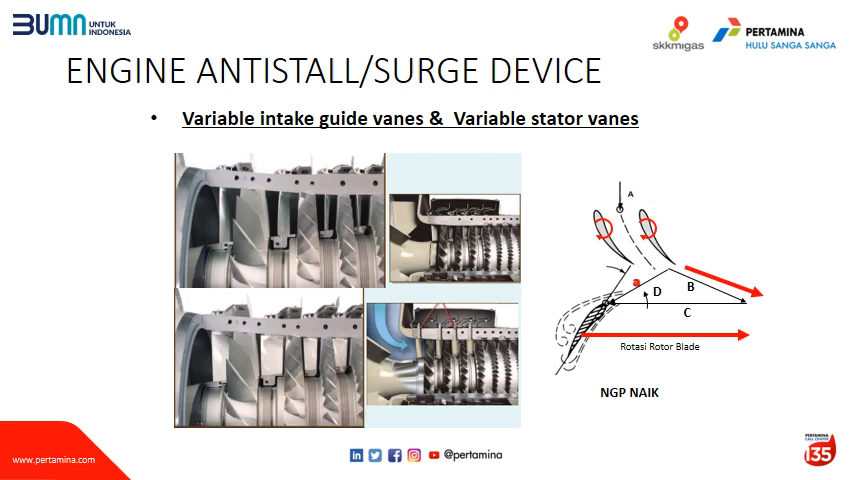 BUMN UNTUK
INDONESIA
skkmigas
PERTAMINA
HULU SANGA SANGA
ENGINE ANTISTALL/SURGE DEVICE
• Variable intake guide vanes & Variable stator vanes
A
a
D
B
C
Rotasi Rotor Blade
NGP NAIK
www.pertamina.com
@pertamina
PERTAMINA
CALL CENTER
135